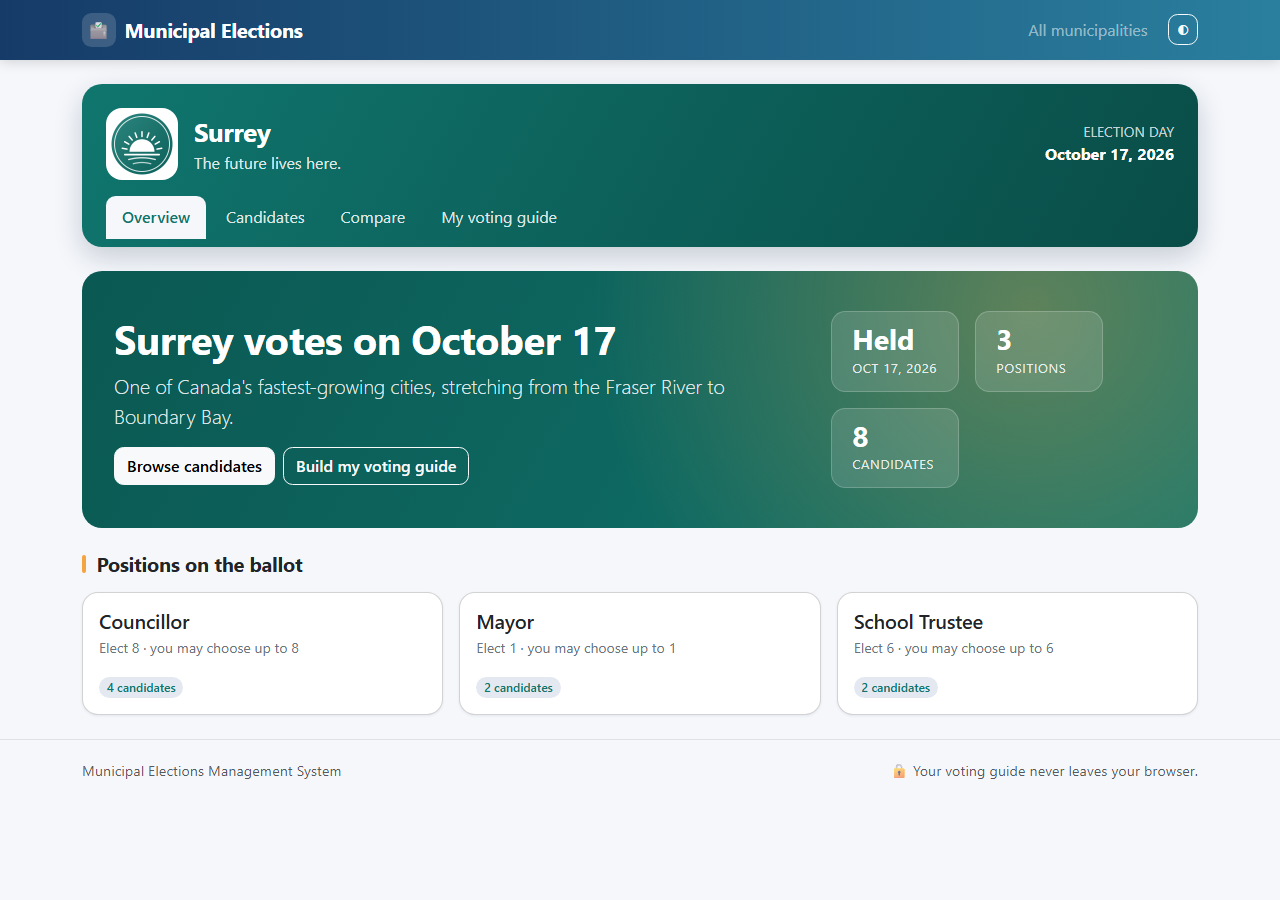 Municipal Elections
All municipalities
Surrey
The future lives here.
ELECTION DAY
October 17, 2026
Overview
Candidates
Compare
My voting guide
Surrey votes on October 17
One of Canada's fastest-growing cities, stretching from the Fraser River to
Boundary Bay.
Browse candidates
Build my voting guide
Held
OCT 17, 2026
3
POSITIONS
8
CANDIDATES
Positions on the ballot
Councillor
Elect 8 · you may choose up to 8
4 candidates
Mayor
Elect 1 · you may choose up to 1
2 candidates
School Trustee
Elect 6 · you may choose up to 6
2 candidates
Municipal Elections Management System
🔒 Your voting guide never leaves your browser.